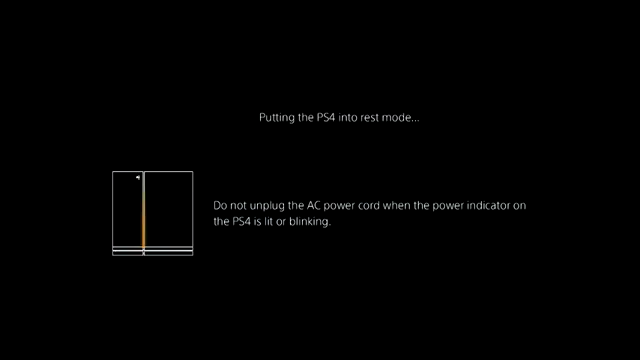 Putting the PS4 into rest mode...
Do not unplug the AC power cord when the power indicator on
the PS4 is lit or blinking.